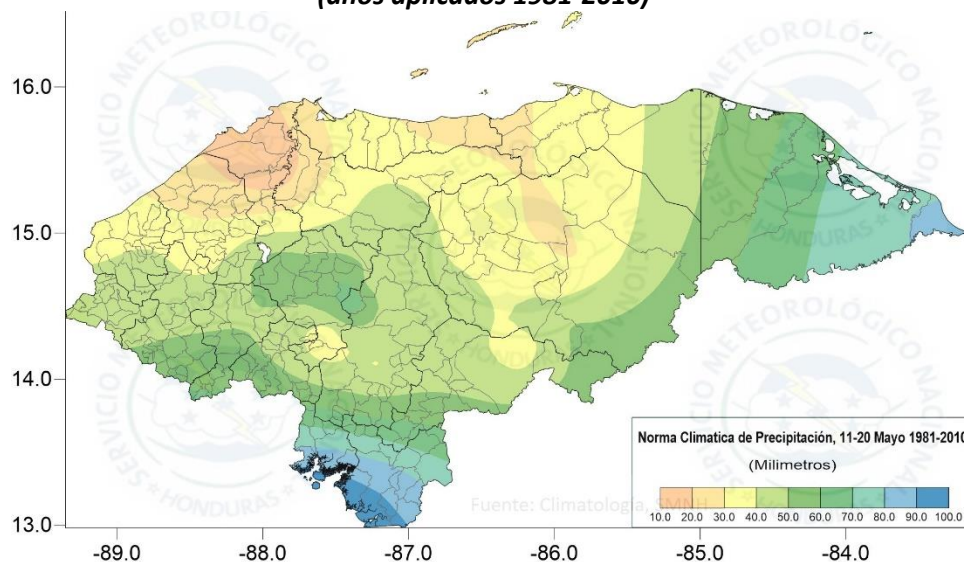 (años aplicados 1981-2010)
SERVICIO METEOROLÓGICO NACIONAL
HONDURAS
16.0
15.0
14.0
13.0
-89.0
-88.0
-87.0
-86.0
-85.0
-84.0
Norma Climatica de Precipitación, 11-20 Mayo 1981-2010
(Milimetros)
10.0 20.0 30.0 40.0 50.0 60.0 70.0 80.0 90.0 100.0
Fuente: Climatología, SMNH